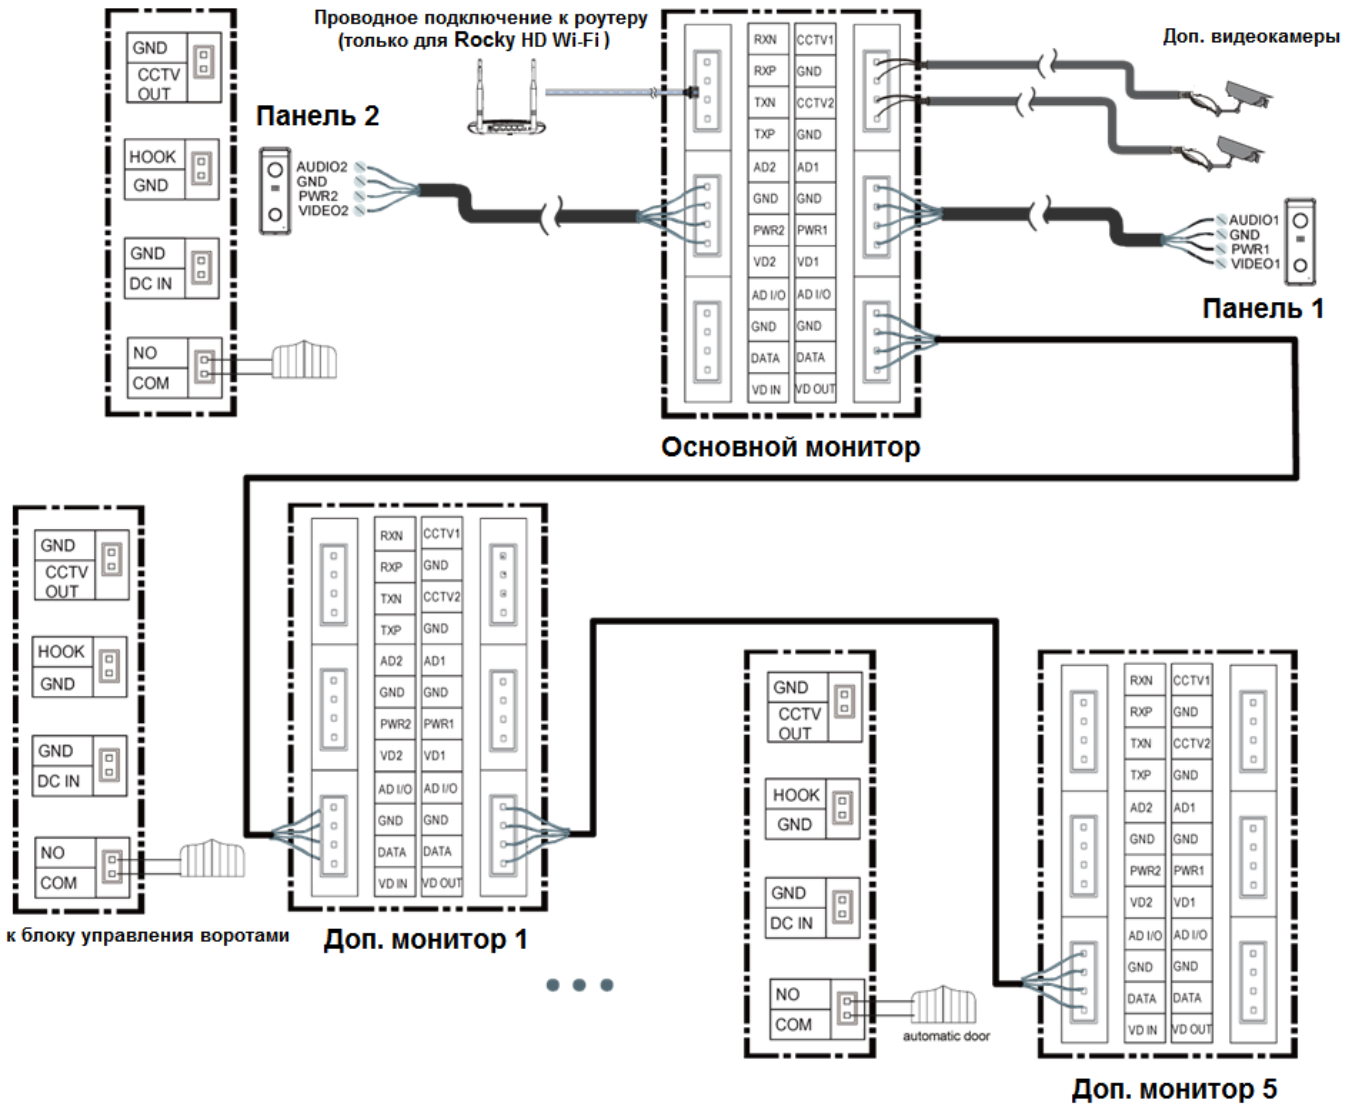 GND
CCTV
OUT
HOOK
GND
GND
DC IN
NO
COM
Проводное подключение к роутеру
(только для Rocky HD Wi-Fi )
Панель 2
AUDIO2
GND
PWR2
VIDEO2
RXN CCTV1
RXP GND
TXN CCTV2
TXP GND
AD2 AD1
GND GND
PWR2 PWR1
VD2 VD1
AD I/O AD I/O
GND GND
DATA DATA
VD IN VD OUT
Основной монитор
Доп. видеокамеры
AUDIO1
GND
PWR1
VIDEO1
Панель 1
GND
CCTV
OUT
HOOK
GND
GND
DC IN
NO
COM
к блоку управления воротами
RXN CCTV1
RXP GND
TXN CCTV2
TXP GND
AD2 AD1
GND GND
PWR2 PWR1
VD2 VD1
AD I/O AD I/O
GND GND
DATA DATA
VD IN VD OUT
Доп. монитор 1
GND
CCTV
OUT
HOOK
GND
GND
DC IN
NO
COM
automatic door
RXN CCTV1
RXP GND
TXN CCTV2
TXP GND
AD2 AD1
GND GND
PWR2 PWR1
VD2 VD1
AD I/O AD I/O
GND GND
DATA DATA
VD IN VD OUT
Доп. монитор 5